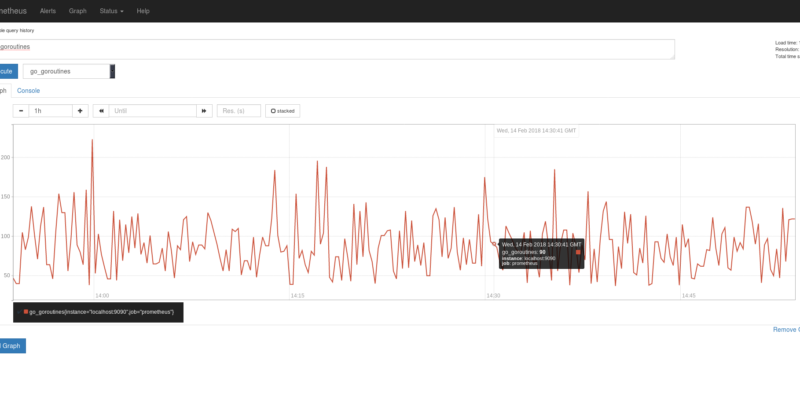 metheus Alerts Graph Status Help
ble query history
Load time:
goroutines
Resolution:
Total time s
cute go_goroutines
ph Console
1h Until Res. (s) stacked
Wed, 14 Feb 2018 14:30:41 GMT
200
150
100
50
Wed, 14 Feb 2018 14:30:41 GMT
go_goroutines: 90
instance: localhost:9090
job: prometheus
14:00 14:15 14:30 14:45
go_goroutines{instance="localhost:9090",job="prometheus"}
Remove G
Graph